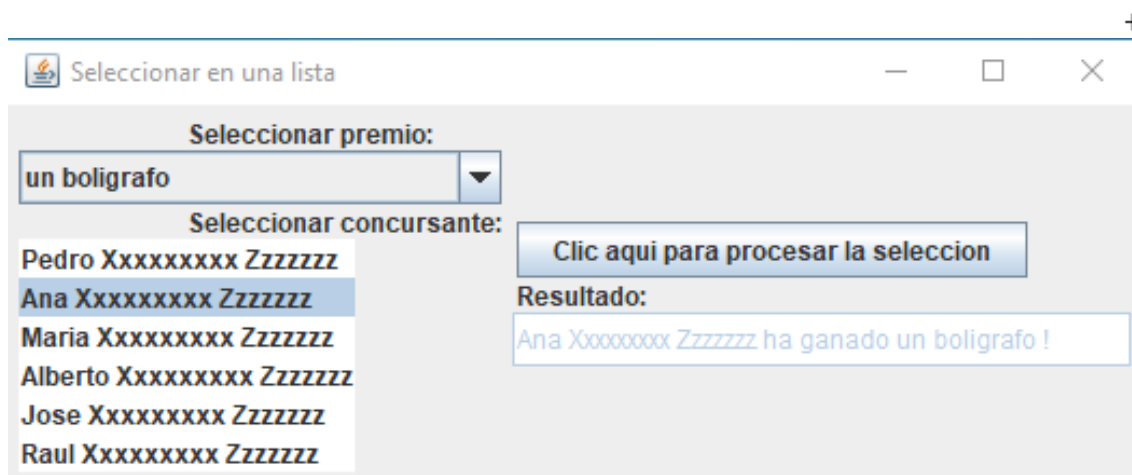 Seleccionar en una lista
Seleccionar premio:
un boligrafo
Seleccionar concursante:
Pedro Xxxxxxxxx Zzzzzzz
Ana Xxxxxxxxx Zzzzzzz
Maria Xxxxxxxxx Zzzzzzz
Alberto Xxxxxxxxx Zzzzzzz
Jose Xxxxxxxxx Zzzzzzz
Raul Xxxxxxxxx Zzzzzzz
Clic aqui para procesar la seleccion
Resultado:
Ana Xxxxxxxxx Zzzzzzz ha ganado un boligrafo !